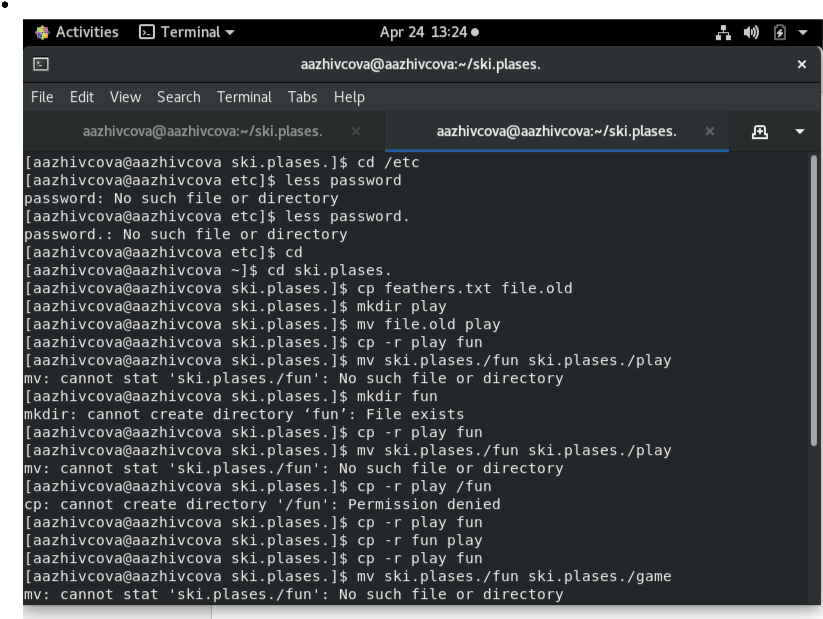 Activities Terminal Apr 24 13:24
aazhivcova@aazhivcova:~/ski.plases.
File Edit View Search Terminal Tabs Help
aazhivcova@aazhivcova:~/ski.plases. aazhivcova@aazhivcova:~/ski.plases.
[aazhivcova@aazhivcova ski.plases.]$ cd /etc
[aazhivcova@aazhivcova etc]$ less password
password: No such file or directory
[aazhivcova@aazhivcova etc]$ less password.
password.: No such file or directory
[aazhivcova@aazhivcova etc]$ cd
[aazhivcova@aazhivcova ~]$ cd ski.plases.
[aazhivcova@aazhivcova ski.plases.]$ cp feathers.txt file.old
[aazhivcova@aazhivcova ski.plases.]$ mkdir play
[aazhivcova@aazhivcova ski.plases.]$ mv file.old play
[aazhivcova@aazhivcova ski.plases.]$ cp -r play fun
[aazhivcova@aazhivcova ski.plases.]$ mv ski.plases./fun ski.plases./play
mv: cannot stat 'ski.plases./fun': No such file or directory
[aazhivcova@aazhivcova ski.plases.]$ mkdir fun
mkdir: cannot create directory ‘fun’: File exists
[aazhivcova@aazhivcova ski.plases.]$ cp -r play fun
[aazhivcova@aazhivcova ski.plases.]$ mv ski.plases./fun ski.plases./play
mv: cannot stat 'ski.plases./fun': No such file or directory
[aazhivcova@aazhivcova ski.plases.]$ cp -r play /fun
cp: cannot create directory '/fun': Permission denied
[aazhivcova@aazhivcova ski.plases.]$ cp -r play fun
[aazhivcova@aazhivcova ski.plases.]$ cp -r fun play
[aazhivcova@aazhivcova ski.plases.]$ cp -r play fun
[aazhivcova@aazhivcova ski.plases.]$ mv ski.plases./fun ski.plases./game
mv: cannot stat 'ski.plases./fun': No such file or directory